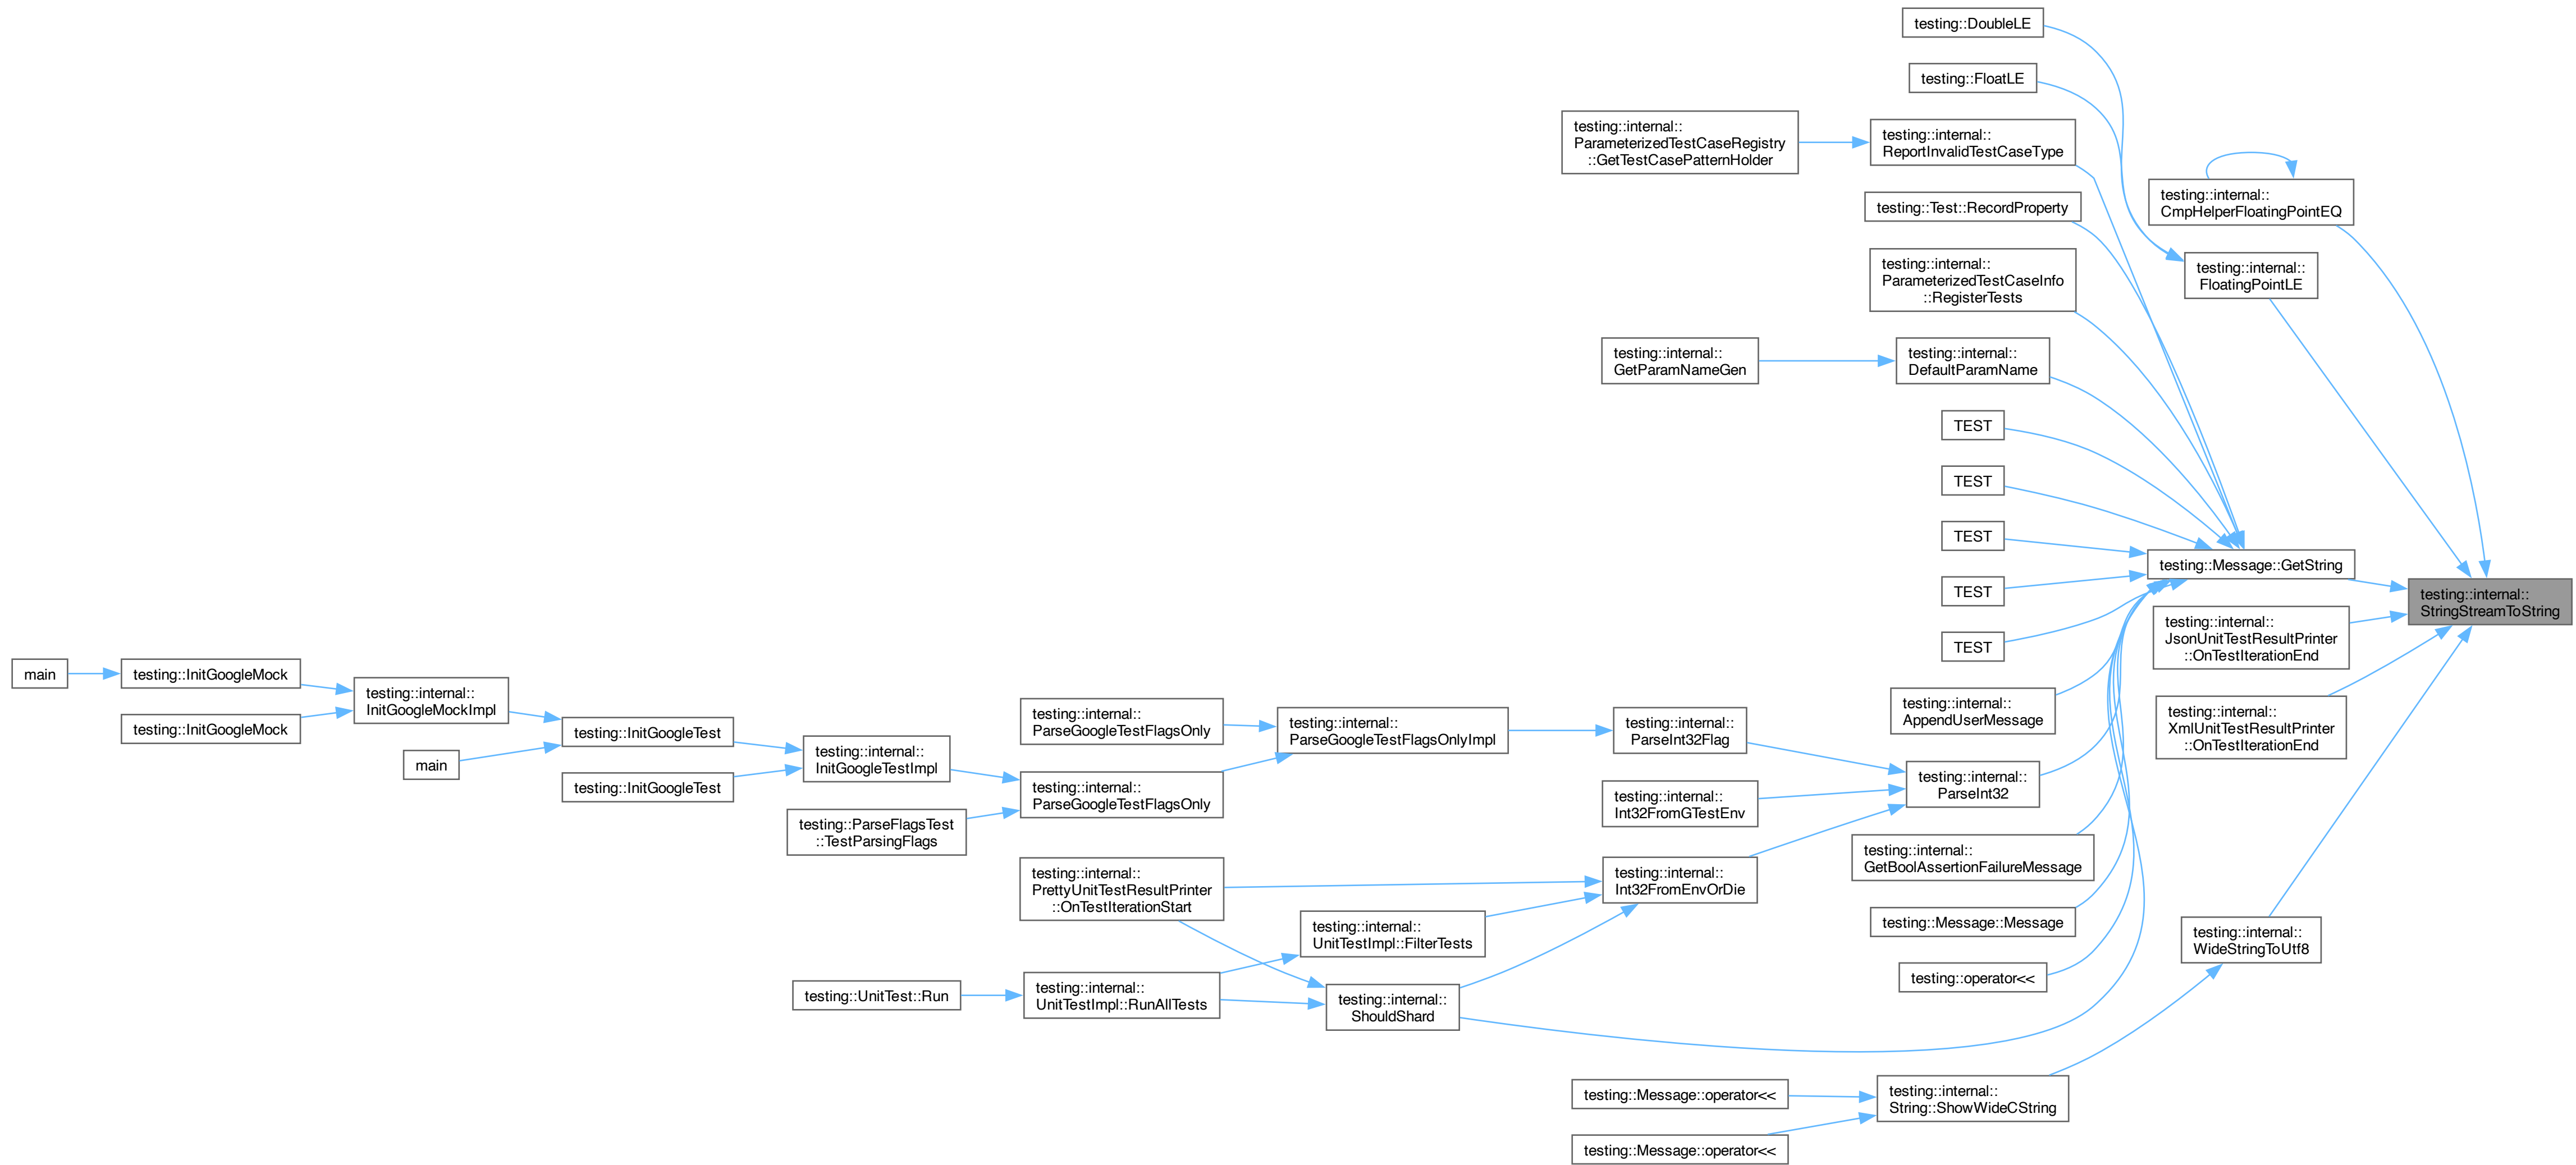 testing::DoubleLE
testing::FloatLE
testing::internal::
ParameterizedTestCaseRegistry
::GetTestCasePatternHolder
testing::internal::
ReportInvalidTestCaseType
testing::internal::
CmpHelperFloatingPointEQ
testing::Test::RecordProperty
testing::internal::
ParameterizedTestCaseInfo
::RegisterTests
testing::internal::
FloatingPointLE
testing::internal::
GetParamNameGen
testing::internal::
DefaultParamName
TEST
TEST
TEST
TEST
TEST
testing::Message::GetString
testing::internal::
StringStreamToString
testing::internal::
JsonUnitTestResultPrinter
::OnTestIterationEnd
testing::internal::
XmlUnitTestResultPrinter
::OnTestIterationEnd
main
testing::InitGoogleMock
testing::InitGoogleMock
testing::internal::
InitGoogleMockImpl
main
testing::InitGoogleTest
testing::InitGoogleTest
testing::internal::
InitGoogleTestImpl
testing::ParseFlagsTest
::TestParsingFlags
testing::internal::
ParseGoogleTestFlagsOnly
testing::internal::
ParseGoogleTestFlagsOnly
testing::internal::
ParseGoogleTestFlagsOnlyImpl
testing::internal::
ParseInt32Flag
testing::internal::
AppendUserMessage
testing::internal::
ParseInt32
testing::internal::
Int32FromGTestEnv
testing::internal::
GetBoolAssertionFailureMessage
testing::internal::
PrettyUnitTestResultPrinter
::OnTestIterationStart
testing::internal::
Int32FromEnvOrDie
testing::internal::
UnitTestImpl::FilterTests
testing::Message::Message
testing::internal::
WideStringToUtf8
testing::UnitTest::Run
testing::internal::
UnitTestImpl::RunAllTests
testing::internal::
ShouldShard
testing::operator<<
testing::Message::operator<<
testing::Message::operator<<
testing::internal::
String::ShowWideCString